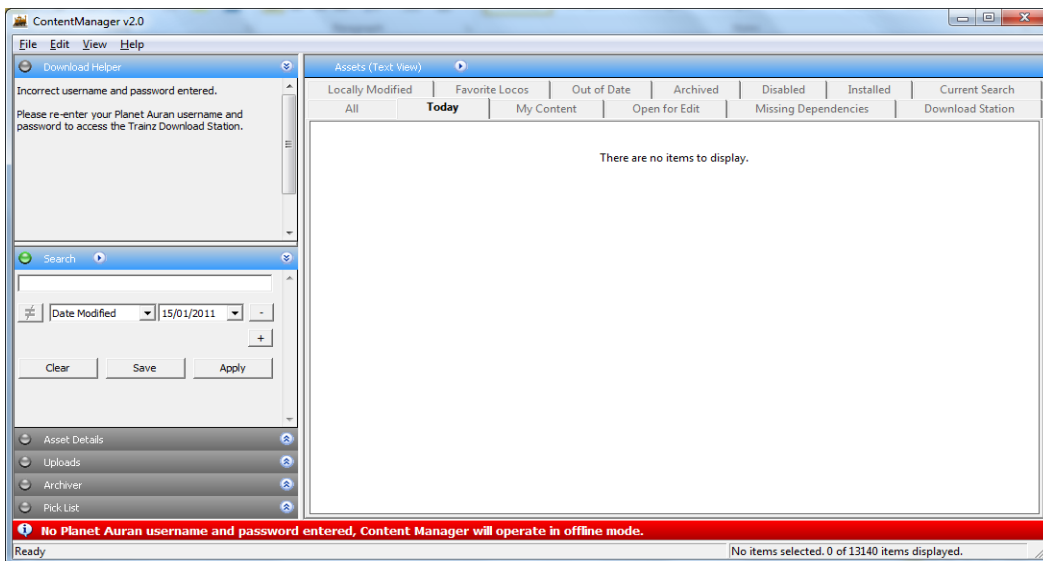 ContentManager v2.0
File Edit View Help
Download Helper
Incorrect username and password entered.
Please re-enter your Planet Auran username and
password to access the Trainz Download Station.
Search
≠ Date Modified 15/01/2011 -
+
Clear Save Apply
Asset Details
Uploads
Archiver
Pick List
Assets (Text View)
Locally Modified Favorite Locos Out of Date Archived Disabled Installed Current Search
All Today My Content Open for Edit Missing Dependencies Download Station
There are no items to display.
No Planet Auran username and password entered, Content Manager will operate in offline mode.
Ready No items selected. 0 of 13140 items displayed.